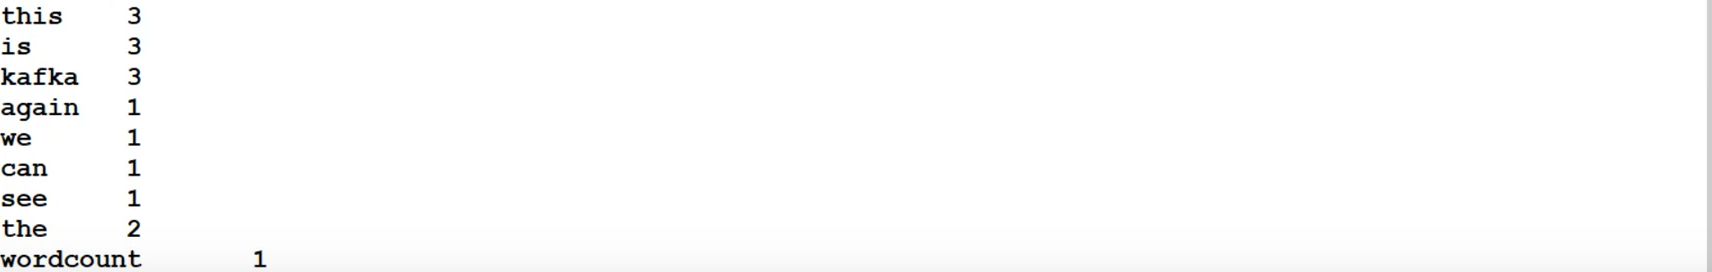 this 3
is 3
kafka 3
again 1
we 1
can 1
see 1
the 2
wordcount 1